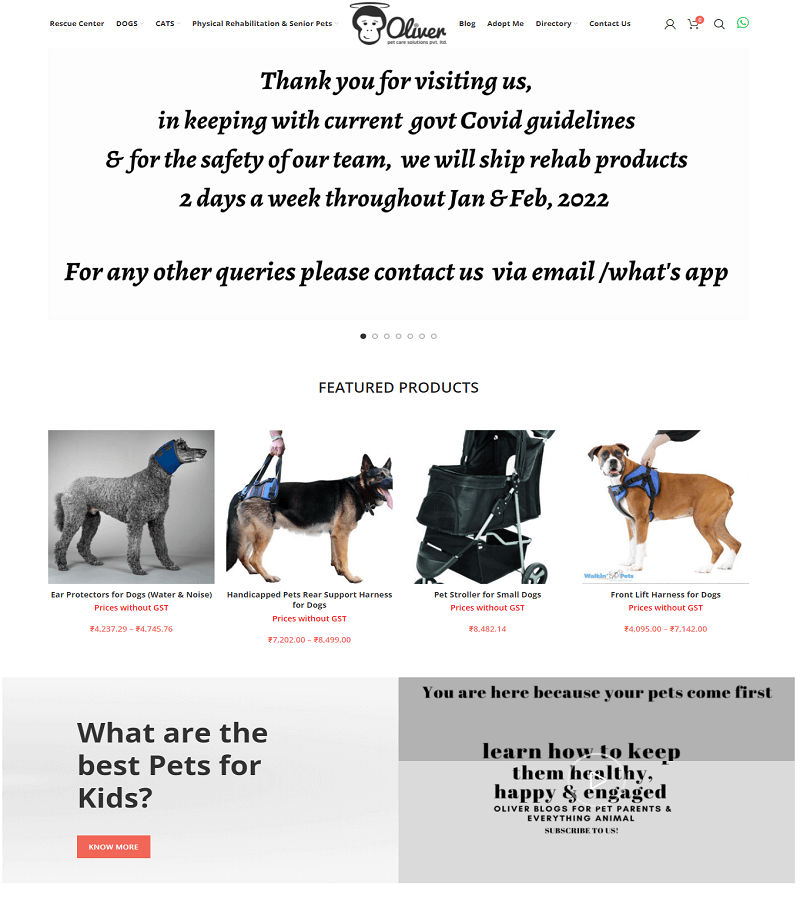 Rescue Center DOGS CATS Physical Rehabilitation & Senior Pets Oliver pet care solutions pvt. ltd. Blog Adopt Me Directory Contact Us 0
Thank you for visiting us,
in keeping with current govt Covid guidelines
& for the safety of our team, we will ship rehab products
2 days a week throughout Jan & Feb, 2022
For any other queries please contact us via email /what's app
FEATURED PRODUCTS
Walkin' Pets
Ear Protectors for Dogs (Water & Noise)
Prices without GST
₹4,237.29 – ₹4,745.76
Handicapped Pets Rear Support Harness
for Dogs
Prices without GST
₹7,202.00 – ₹8,499.00
Pet Stroller for Small Dogs
Prices without GST
₹8,482.14
Front Lift Harness for Dogs
Prices without GST
₹4,095.00 – ₹7,142.00
What are the
best Pets for
Kids?
KNOW MORE
You are here because your pets come first
learn how to keep
them healthy,
happy & engaged
OLIVER BLOGS FOR PET PARENTS &
EVERYTHING ANIMAL
SUBSCRIBE TO US!